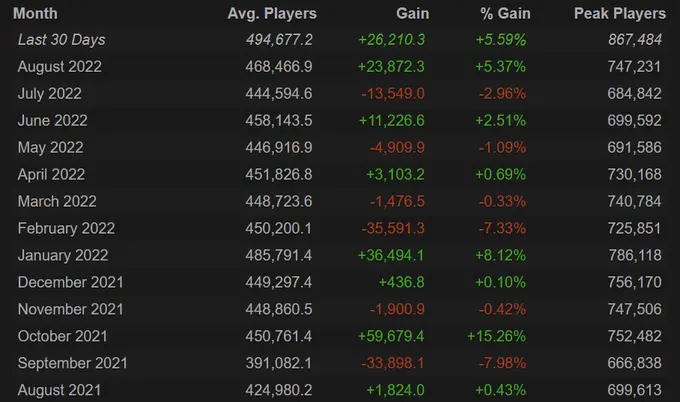 Month Avg. Players Gain % Gain Peak Players
Last 30 Days 494,677.2 +26,210.3 +5.59% 867,484
August 2022 468,466.9 +23,872.3 +5.37% 747,231
July 2022 444,594.6 -13,549.0 -2.96% 684,842
June 2022 458,143.5 +11,226.6 +2.51% 699,592
May 2022 446,916.9 -4,909.9 -1.09% 691,586
April 2022 451,826.8 +3,103.2 +0.69% 730,168
March 2022 448,723.6 -1,476.5 -0.33% 740,784
February 2022 450,200.1 -35,591.3 -7.33% 725,851
January 2022 485,791.4 +36,494.1 +8.12% 786,118
December 2021 449,297.4 +436.8 +0.10% 756,170
November 2021 448,860.5 -1,900.9 -0.42% 747,506
October 2021 450,761.4 +59,679.4 +15.26% 752,482
September 2021 391,082.1 -33,898.1 -7.98% 666,838
August 2021 424,980.2 +1,824.0 +0.43% 699,613